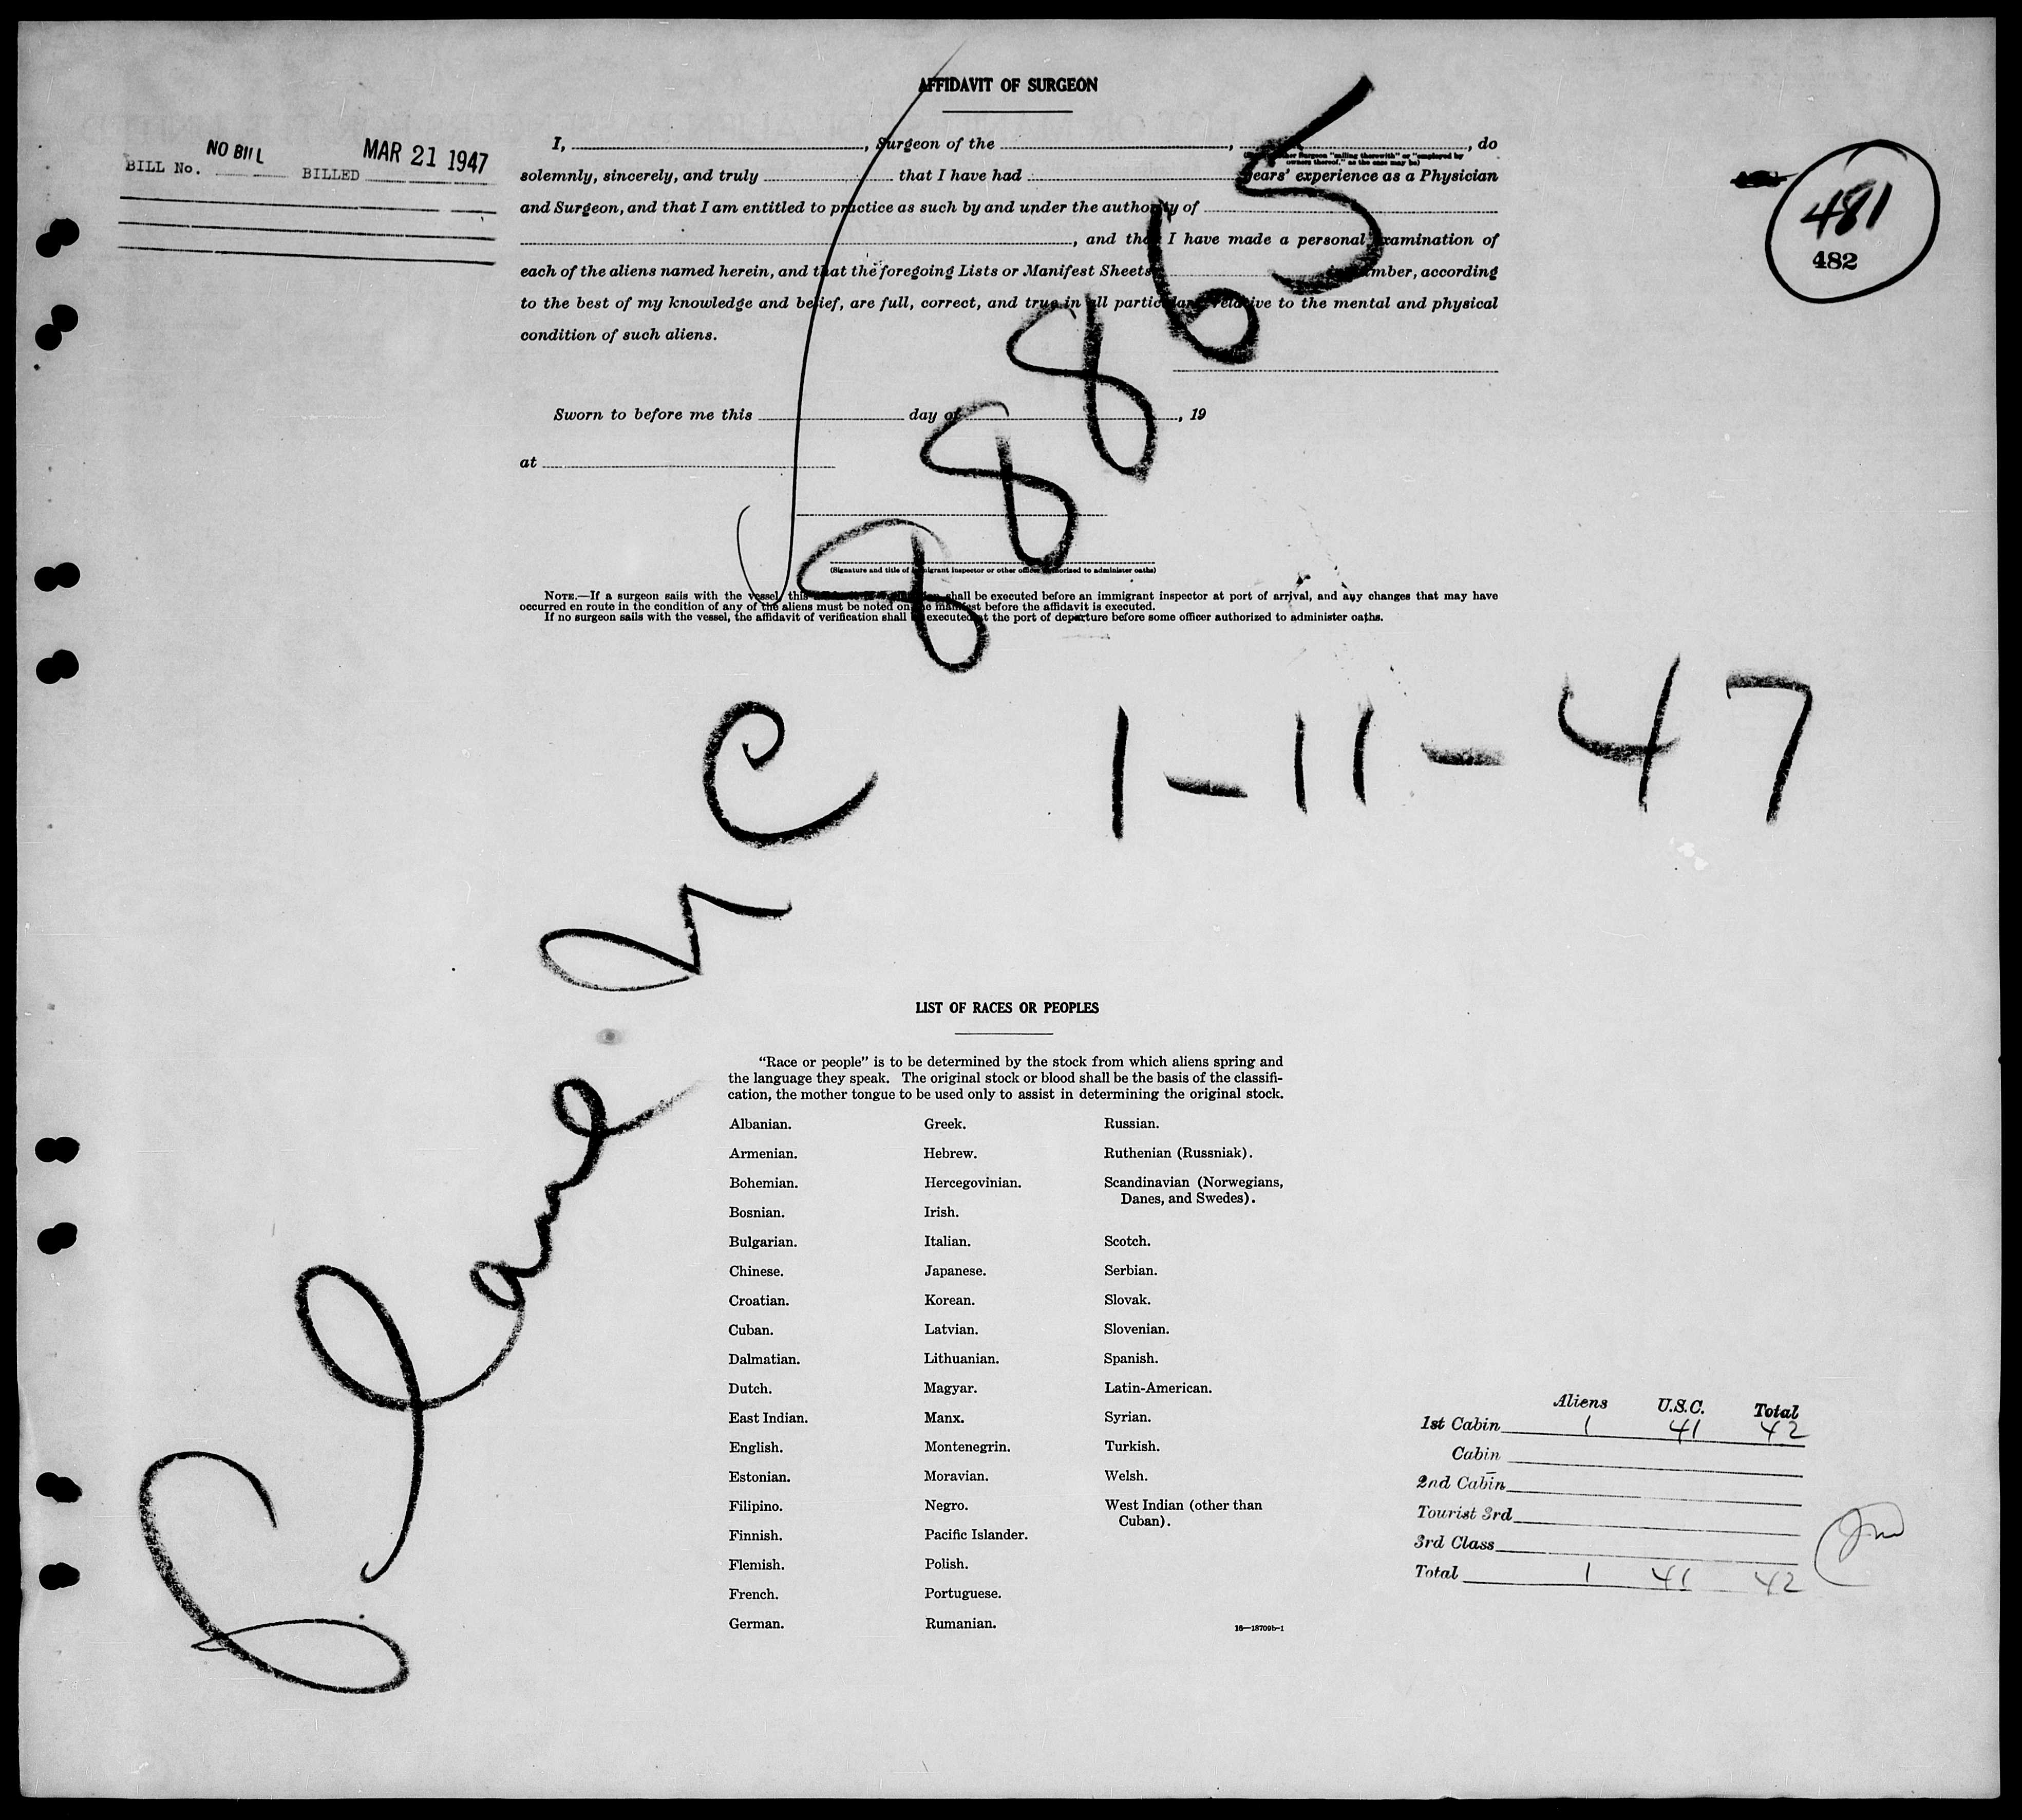 AFFIDAVIT OF SURGEON
NO BILL
MAR 21 1947
BILL No. BILLED
481
482
I, , Surgeon of the , , do
solemnly, sincerely, and truly that I have had years' experience as a Physician
and Surgeon, and that I am entitled to practice as such by and under the authority of
, and that I have made a personal examination of
each of the aliens named herein, and that the foregoing Lists or Manifest Sheets, number, according
to the best of my knowledge and belief, are full, correct, and true in all particulars relative to the mental and physical
condition of such aliens.
Sworn to before me this day of , 19
at
(Signature and title of immigrant inspector or other officer authorized to administer oaths)
NOTE.—If a surgeon sails with the vessel, this shall be executed before an immigrant inspector at port of arrival, and any changes that may have
occurred en route in the condition of any of the aliens must be noted on the manifest before the affidavit is executed.
If no surgeon sails with the vessel, the affidavit of verification shall be executed at the port of departure before some officer authorized to administer oaths.
Plane NC 88865
1-11-47
LIST OF RACES OR PEOPLES
"Race or people" is to be determined by the stock from which aliens spring and
the language they speak. The original stock or blood shall be the basis of the classifi-
cation, the mother tongue to be used only to assist in determining the original stock.
Albanian.
Armenian.
Bohemian.
Bosnian.
Bulgarian.
Chinese.
Croatian.
Cuban.
Dalmatian.
Dutch.
East Indian.
English.
Estonian.
Filipino.
Finnish.
Flemish.
French.
German.
Greek.
Hebrew.
Hercegovinian.
Irish.
Italian.
Japanese.
Korean.
Latvian.
Lithuanian.
Magyar.
Manx.
Montenegrin.
Moravian.
Negro.
Pacific Islander.
Polish.
Portuguese.
Rumanian.
Russian.
Ruthenian (Russniak).
Scandinavian (Norwegians,
Danes, and Swedes).
Scotch.
Serbian.
Slovak.
Slovenian.
Spanish.
Latin-American.
Syrian.
Turkish.
Welsh.
West Indian (other than
Cuban).
16—18709b-1
Aliens U.S.C. Total
1st Cabin 1 41 42
Cabin
2nd Cabin
Tourist 3rd
3rd Class
Total 1 41 42